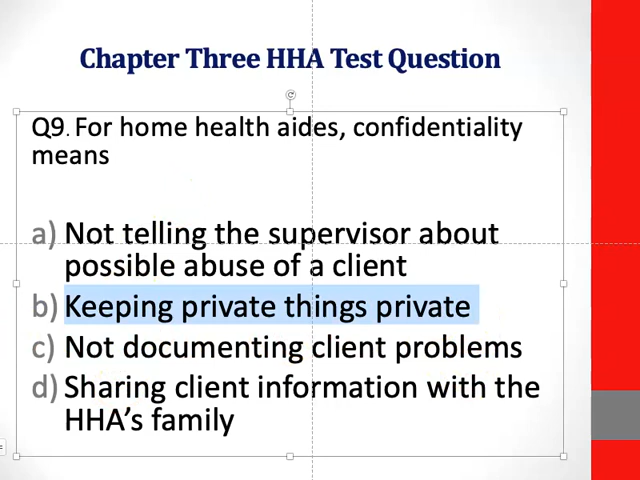 Chapter Three HHA Test Question
Q9. For home health aides, confidentiality
means
a) Not telling the supervisor about
possible abuse of a client
b) Keeping private things private
c) Not documenting client problems
d) Sharing client information with the
HHA's family